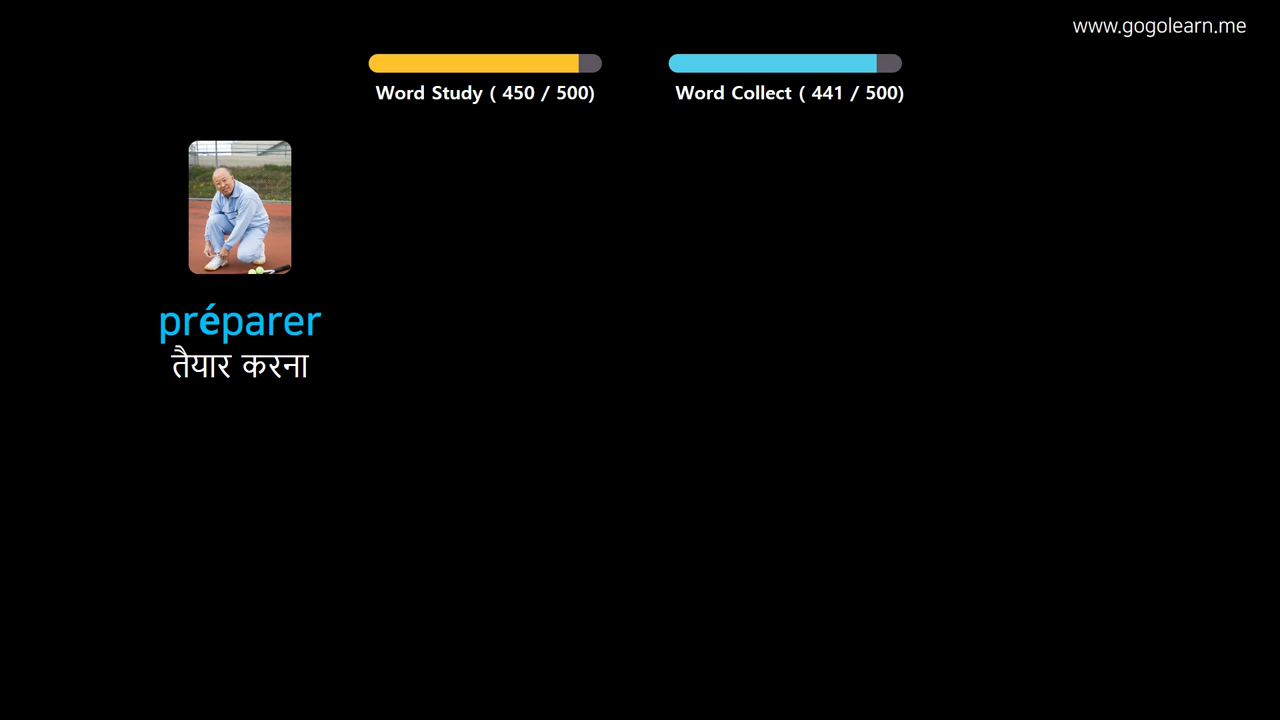 www.gogolearn.me
Word Study ( 450 / 500)
Word Collect ( 441 / 500)
préparer
तैयार करना